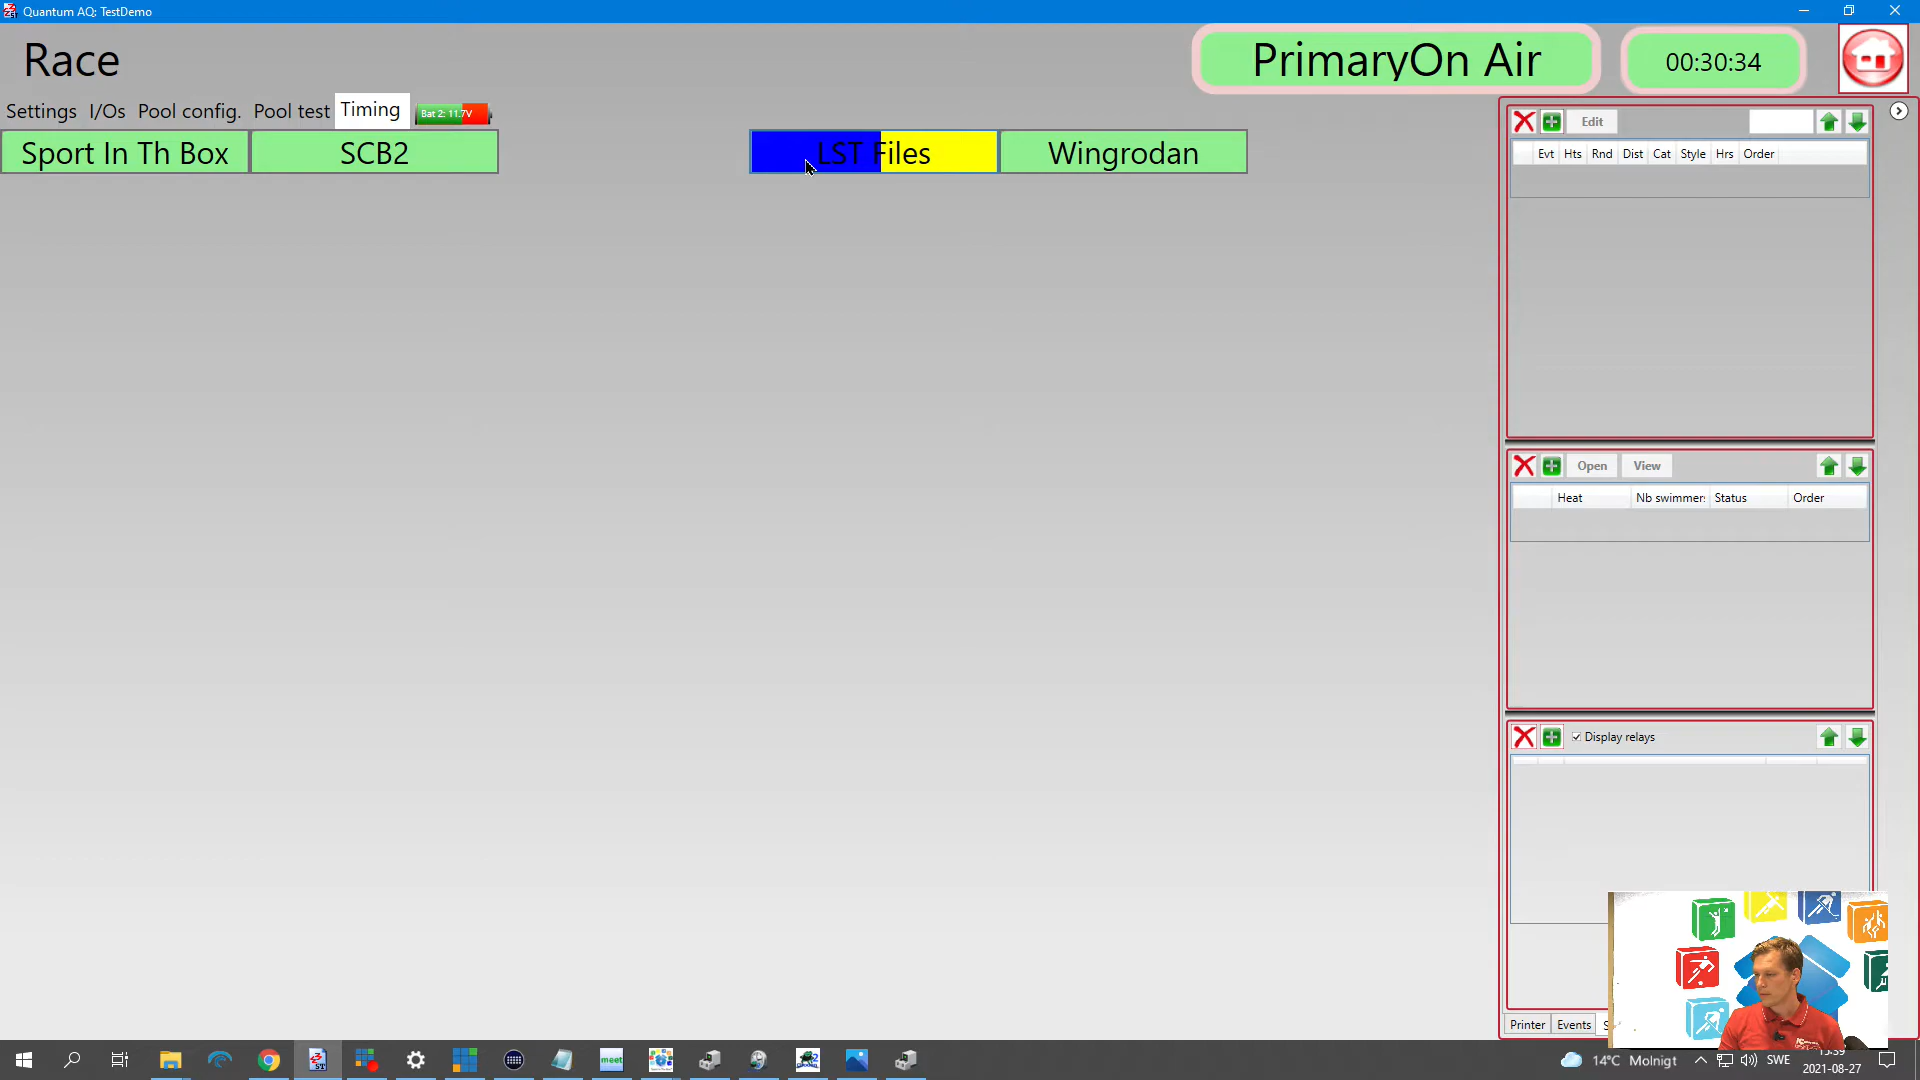 Quantum AQ; TestDemo
Race
PrimaryOn Air
00:30:34
Settings I/Os Pool config. Pool test Timing
Bat 2: 11.7V
Sport In Th Box
SCB2
LST Files
Wingrodan
Edit
Evt Hts Rnd Dist Cat Style Hrs Order
Open View
Heat Nb swimmer: Status Order
Display relays
Printer Events
meet
14°C Molnigt
SWE
2021-08-27